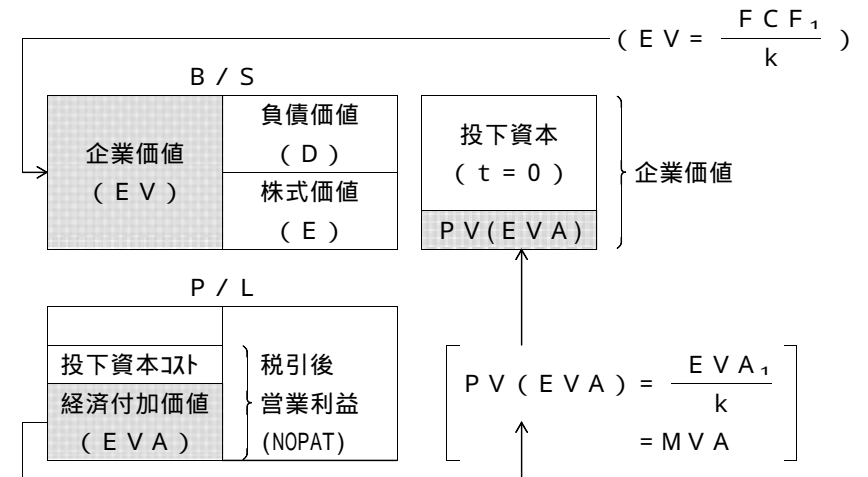 (EV= FCF₁
k )
B/S
企業価値
(EV)
負債価値
(D)
株式価値
(E)
投下資本
(t=0)
PV(EVA)
企業価値
P/L
投下資本コスト
経済付加価値
(EVA)
税引後
営業利益
(NOPAT)
PV(EVA)= EVA₁
k
=MVA